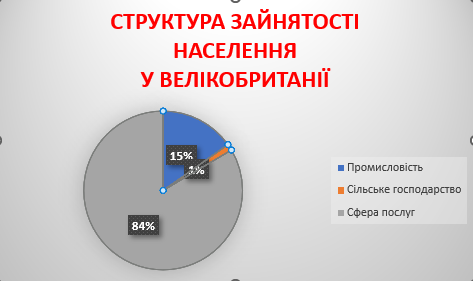 СТРУКТУРА ЗАЙНЯТОСТІ
НАСЕЛЕННЯ
У ВЕЛІКОБРИТАНІЇ
15%
1%
84%
Промисловість
Сільське господарство
Сфера послуг